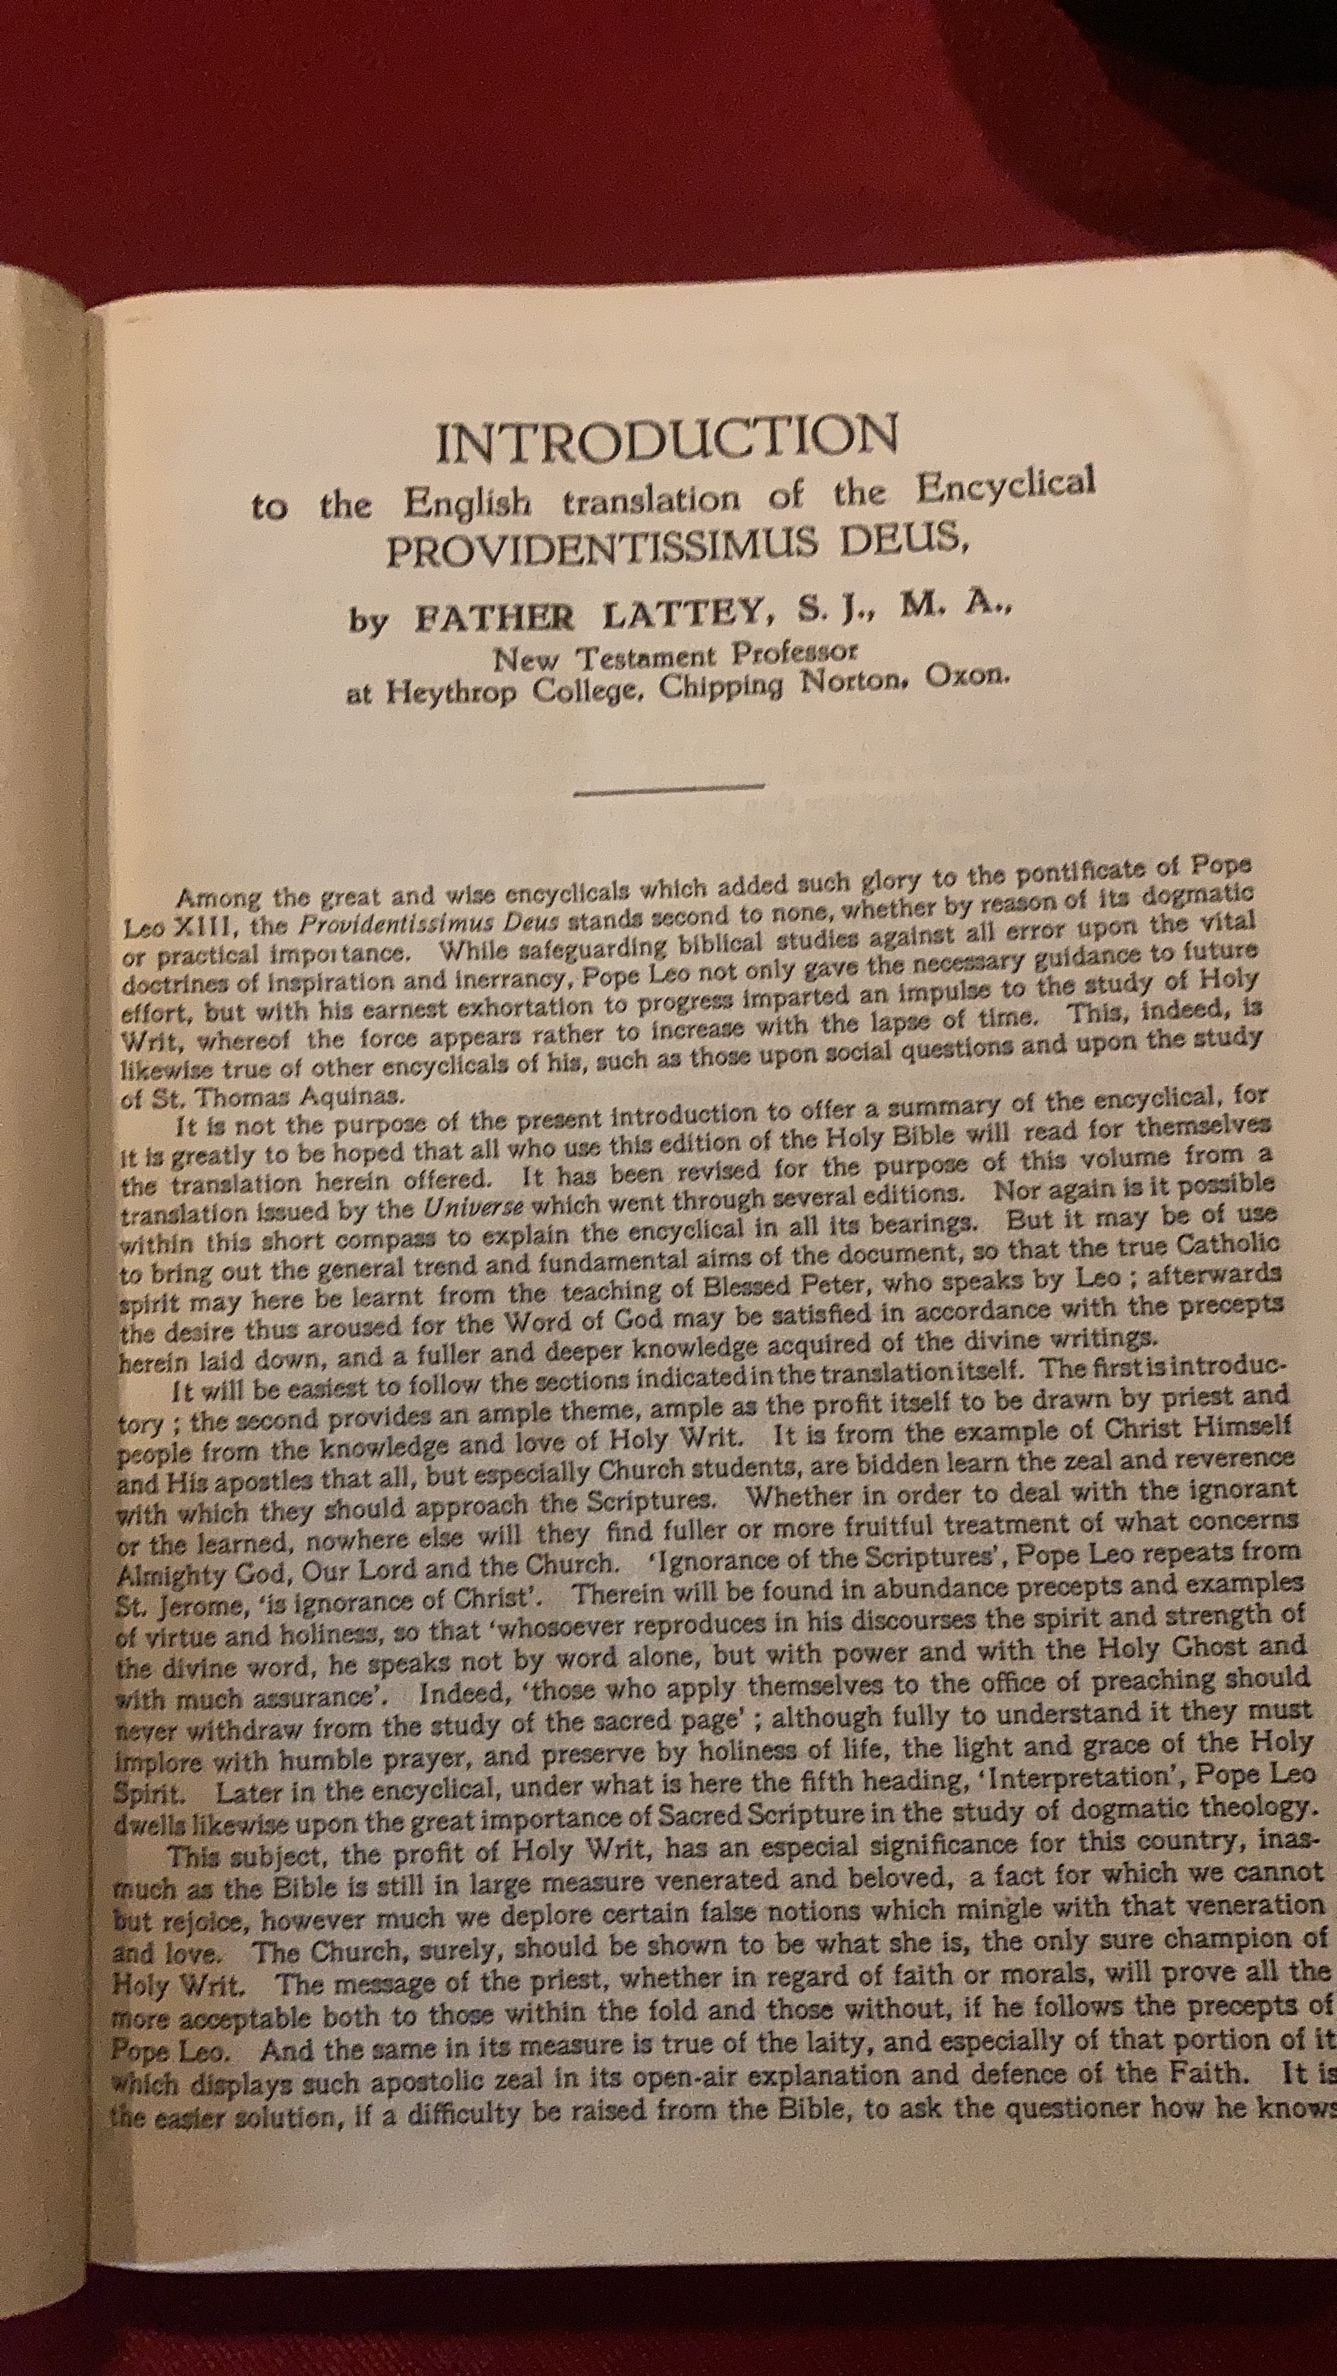 INTRODUCTION
to the English translation of the Encyclical
PROVIDENTISSIMUS DEUS,
by FATHER LATTEY, S. J., M. A.,
New Testament Professor
at Heythrop College, Chipping Norton, Oxon.
Among the great and wise encyclicals which added such glory to the pontificate of Pope
Leo XIII, the Providentissimus Deus stands second to none, whether by reason of its dogmatic
or practical importance. While safeguarding biblical studies against all error upon the vital
doctrines of inspiration and inerrancy, Pope Leo not only gave the necessary guidance to future
effort, but with his earnest exhortation to progress imparted an impulse to the study of Holy
Writ, whereof the force appears rather to increase with the lapse of time. This, indeed, is
likewise true of other encyclicals of his, such as those upon social questions and upon the study
of St. Thomas Aquinas.
It is not the purpose of the present introduction to offer a summary of the encyclical, for
it is greatly to be hoped that all who use this edition of the Holy Bible will read for themselves
the translation herein offered. It has been revised for the purpose of this volume from a
translation issued by the Universe which went through several editions. Nor again is it possible
within this short compass to explain the encyclical in all its bearings. But it may be of use
to bring out the general trend and fundamental aims of the document, so that the true Catholic
spirit may here be learnt from the teaching of Blessed Peter, who speaks by Leo ; afterwards
the desire thus aroused for the Word of God may be satisfied in accordance with the precepts
herein laid down, and a fuller and deeper knowledge acquired of the divine writings.
It will be easiest to follow the sections indicated in the translation itself. The first is introduc-
tory ; the second provides an ample theme, ample as the profit itself to be drawn by priest and
people from the knowledge and love of Holy Writ. It is from the example of Christ Himself
and His apostles that all, but especially Church students, are bidden learn the zeal and reverence
with which they should approach the Scriptures. Whether in order to deal with the ignorant
or the learned, nowhere else will they find fuller or more fruitful treatment of what concerns
Almighty God, Our Lord and the Church. ‘Ignorance of the Scriptures’, Pope Leo repeats from
St. Jerome, ‘is ignorance of Christ’. Therein will be found in abundance precepts and examples
of virtue and holiness, so that ‘whosoever reproduces in his discourses the spirit and strength of
the divine word, he speaks not by word alone, but with power and with the Holy Ghost and
with much assurance’. Indeed, ‘those who apply themselves to the office of preaching should
never withdraw from the study of the sacred page’ ; although fully to understand it they must
implore with humble prayer, and preserve by holiness of life, the light and grace of the Holy
Spirit. Later in the encyclical, under what is here the fifth heading, ‘Interpretation’, Pope Leo
dwells likewise upon the great importance of Sacred Scripture in the study of dogmatic theology.
This subject, the profit of Holy Writ, has an especial significance for this country, inas-
much as the Bible is still in large measure venerated and beloved, a fact for which we cannot
but rejoice, however much we deplore certain false notions which mingle with that veneration
and love. The Church, surely, should be shown to be what she is, the only sure champion of
Holy Writ. The message of the priest, whether in regard of faith or morals, will prove all the
more acceptable both to those within the fold and those without, if he follows the precepts of
Pope Leo. And the same in its measure is true of the laity, and especially of that portion of it
which displays such apostolic zeal in its open-air explanation and defence of the Faith. It is
the easier solution, if a difficulty be raised from the Bible, to ask the questioner how he knows